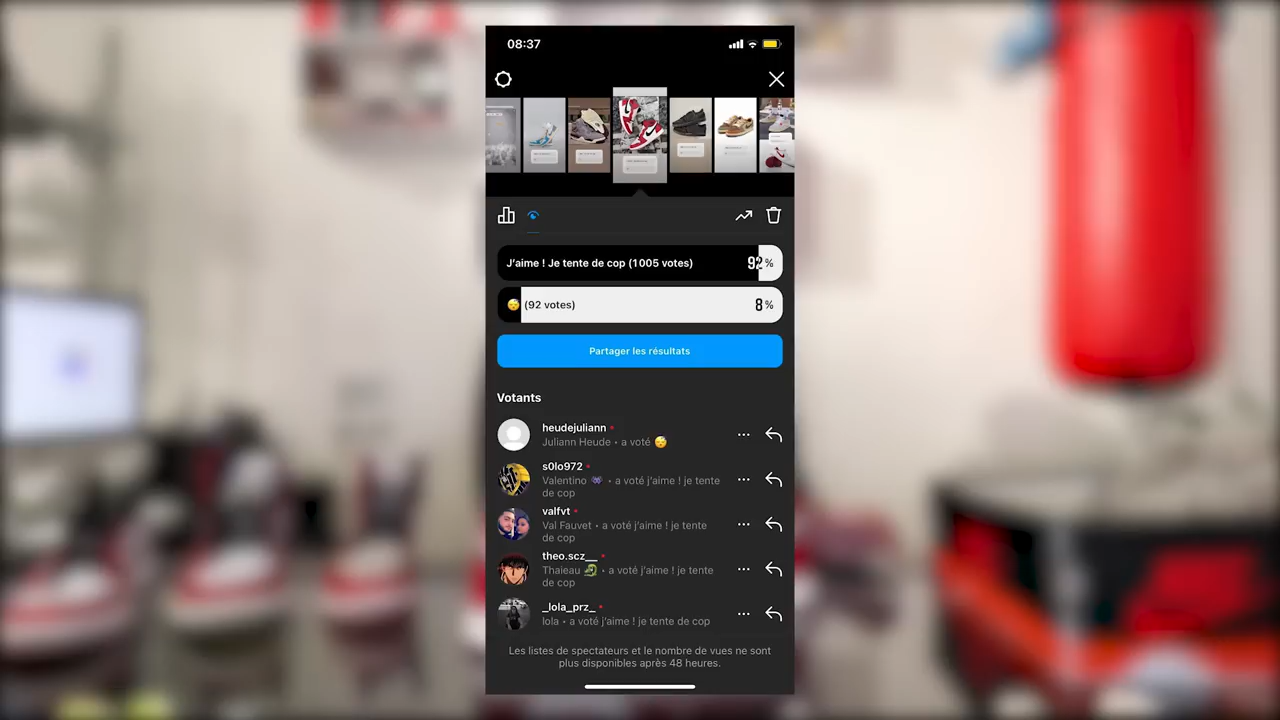 08:37
J'aime ! Je tente de cop (1 005 votes)
92%
😴 (92 votes)
8%
Partager les résultats
Votants
heudejuliann
Juliann Heude • a voté 😴
s0lo972
Valentino 👾 • a voté j'aime ! je tente
de cop
valfvt
Val Fauvet • a voté j'aime ! je tente
de cop
theo.scz__
Thaieau 🐉 • a voté j'aime ! je tente
de cop
_lola_prz_
lola • a voté j'aime ! je tente de cop
Les listes de spectateurs et le nombre de vues ne sont
plus disponibles après 48 heures.